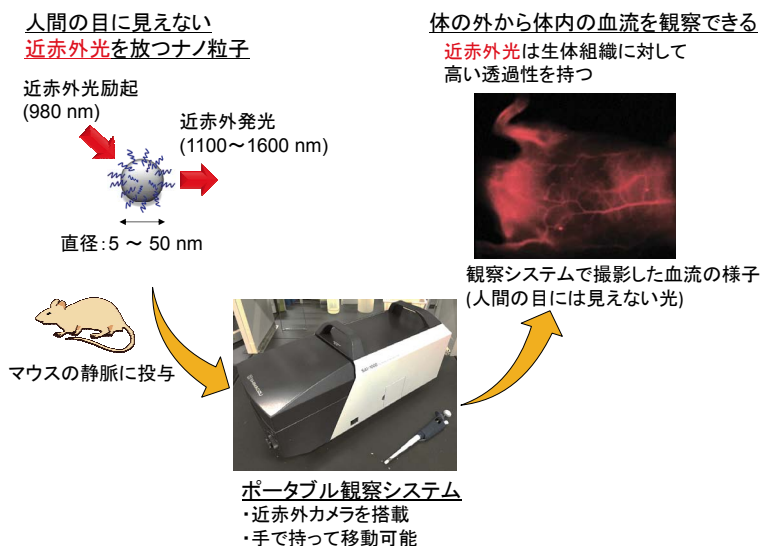 人間の目に見えない
近赤外光を放つナノ粒子
近赤外光励起
(980 nm)
近赤外発光
(1100～1600 nm)
直径：5 ～ 50 nm
マウスの静脈に投与
ポータブル観察システム
・近赤外カメラを搭載
・手で持って移動可能
体の外から体内の血流を観察できる
近赤外光は生体組織に対して
高い透過性を持つ
観察システムで撮影した血流の様子
(人間の目には見えない光)